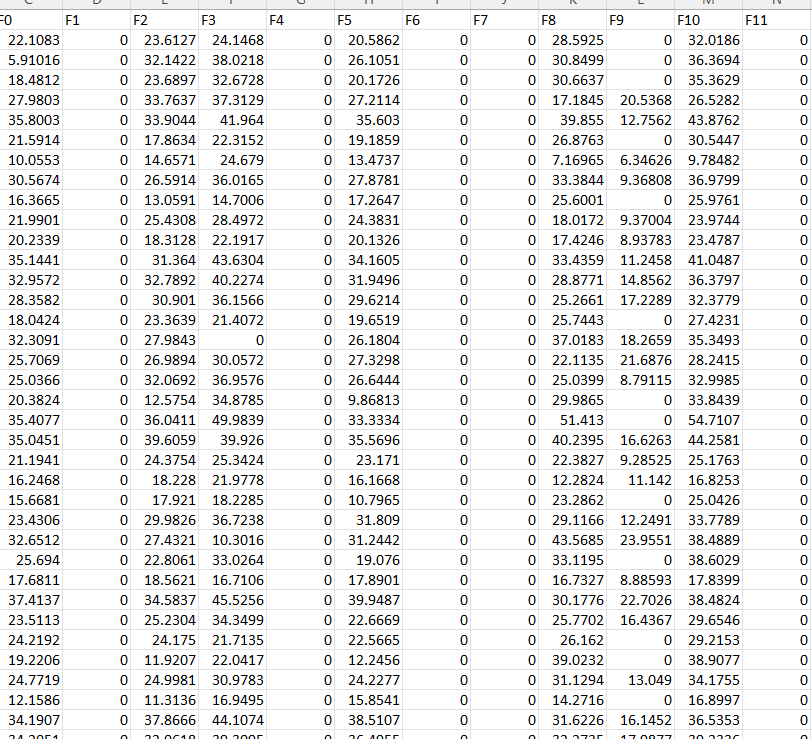 F0 F1 F2 F3 F4 F5 F6 F7 F8 F9 F10 F11
22.1083 0 23.6127 24.1468 0 20.5862 0 0 28.5925 0 32.0186 0
5.91016 0 32.1422 38.0218 0 26.1051 0 0 30.8499 0 36.3694 0
18.4812 0 23.6897 32.6728 0 20.1726 0 0 30.6637 0 35.3629 0
27.9803 0 33.7637 37.3129 0 27.2114 0 0 17.1845 20.5368 26.5282 0
35.8003 0 33.9044 41.964 0 35.603 0 0 39.855 12.7562 43.8762 0
21.5914 0 17.8634 22.3152 0 19.1859 0 0 26.8763 0 30.5447 0
10.0553 0 14.6571 24.679 0 13.4737 0 0 7.16965 6.34626 9.78482 0
30.5674 0 26.5914 36.0165 0 27.8781 0 0 33.3844 9.36808 36.9799 0
16.3665 0 13.0591 14.7006 0 17.2647 0 0 25.6001 0 25.9761 0
21.9901 0 25.4308 28.4972 0 24.3831 0 0 18.0172 9.37004 23.9744 0
20.2339 0 18.3128 22.1917 0 20.1326 0 0 17.4246 8.93783 23.4787 0
35.1441 0 31.364 43.6304 0 34.1605 0 0 33.4359 11.2458 41.0487 0
32.9572 0 32.7892 40.2274 0 31.9496 0 0 28.8771 14.8562 36.3797 0
28.3582 0 30.901 36.1566 0 29.6214 0 0 25.2661 17.2289 32.3779 0
18.0424 0 23.3639 21.4072 0 19.6519 0 0 25.7443 0 27.4231 0
32.3091 0 27.9843 0 0 26.1804 0 0 37.0183 18.2659 35.3493 0
25.7069 0 26.9894 30.0572 0 27.3298 0 0 22.1135 21.6876 28.2415 0
25.0366 0 32.0692 36.9576 0 26.6444 0 0 25.0399 8.79115 32.9985 0
20.3824 0 12.5754 34.8785 0 9.86813 0 0 29.9865 0 33.8439 0
35.4077 0 36.0411 49.9839 0 33.3334 0 0 51.413 0 54.7107 0
35.0451 0 39.6059 39.926 0 35.5696 0 0 40.2395 16.6263 44.2581 0
21.1941 0 24.3754 25.3424 0 23.171 0 0 22.3827 9.28525 25.1763 0
16.2468 0 18.228 21.9778 0 16.1668 0 0 12.2824 11.142 16.8253 0
15.6681 0 17.921 18.2285 0 10.7965 0 0 23.2862 0 25.0426 0
23.4306 0 29.9826 36.7238 0 31.809 0 0 29.1166 12.2491 33.7789 0
32.6512 0 27.4321 10.3016 0 31.2442 0 0 43.5685 23.9551 38.4889 0
25.694 0 22.8061 33.0264 0 19.076 0 0 33.1195 0 38.6029 0
17.6811 0 18.5621 16.7106 0 17.8901 0 0 16.7327 8.88593 17.8399 0
37.4137 0 34.5837 45.5256 0 39.9487 0 0 30.1776 22.7026 38.4824 0
23.5113 0 25.2304 34.3499 0 22.6669 0 0 25.7702 16.4367 29.6546 0
24.2192 0 24.175 21.7135 0 22.5665 0 0 26.162 0 29.2153 0
19.2206 0 11.9207 22.0417 0 12.2456 0 0 39.0232 0 38.9077 0
24.7719 0 24.9981 30.9783 0 24.2277 0 0 31.1294 13.049 34.1755 0
12.1586 0 11.3136 16.9495 0 15.8541 0 0 14.2716 0 16.8997 0
34.1907 0 37.8666 44.1074 0 38.5107 0 0 31.6226 16.1452 36.5353 0